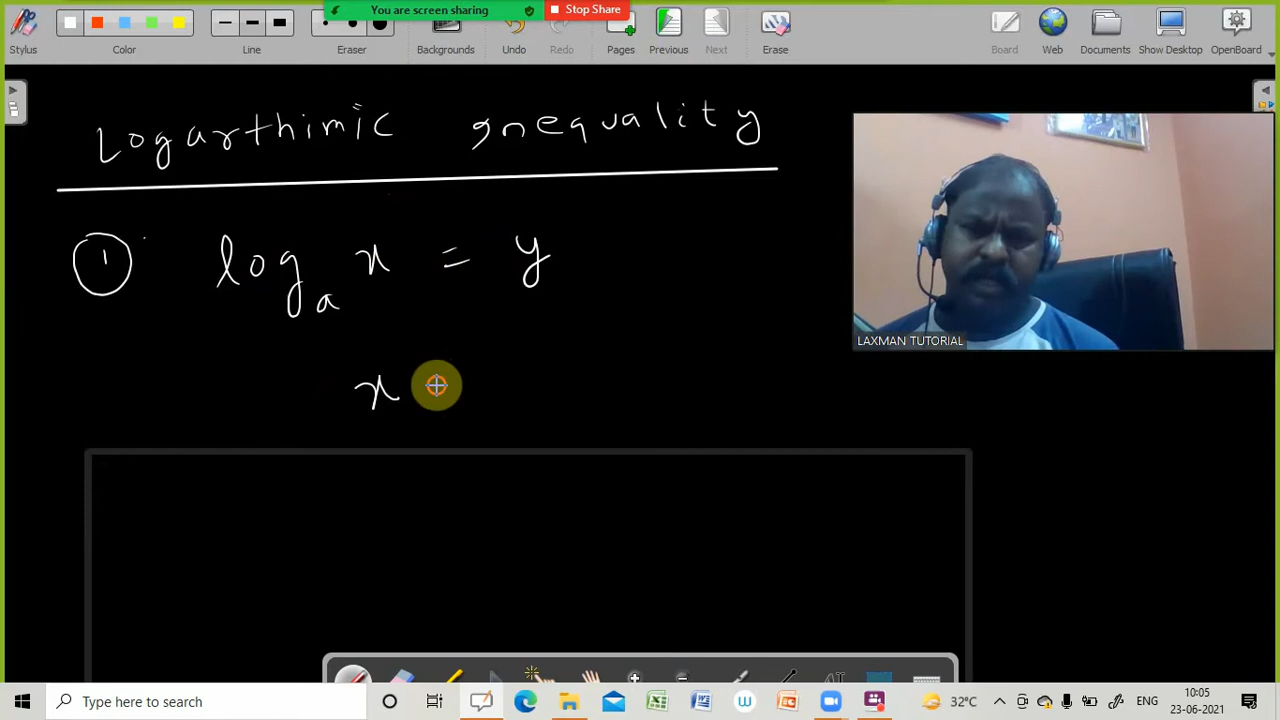 You are screen sharing Stop Share
Stylus Color Line Eraser Backgrounds Undo Redo Pages Previous Next Erase Board Web Documents Show Desktop OpenBoard
Logarthimic Inequality
1 log_a x = y
x
LAXMAN TUTORIAL
Type here to search
32°C ENG 10:05
23-06-2021